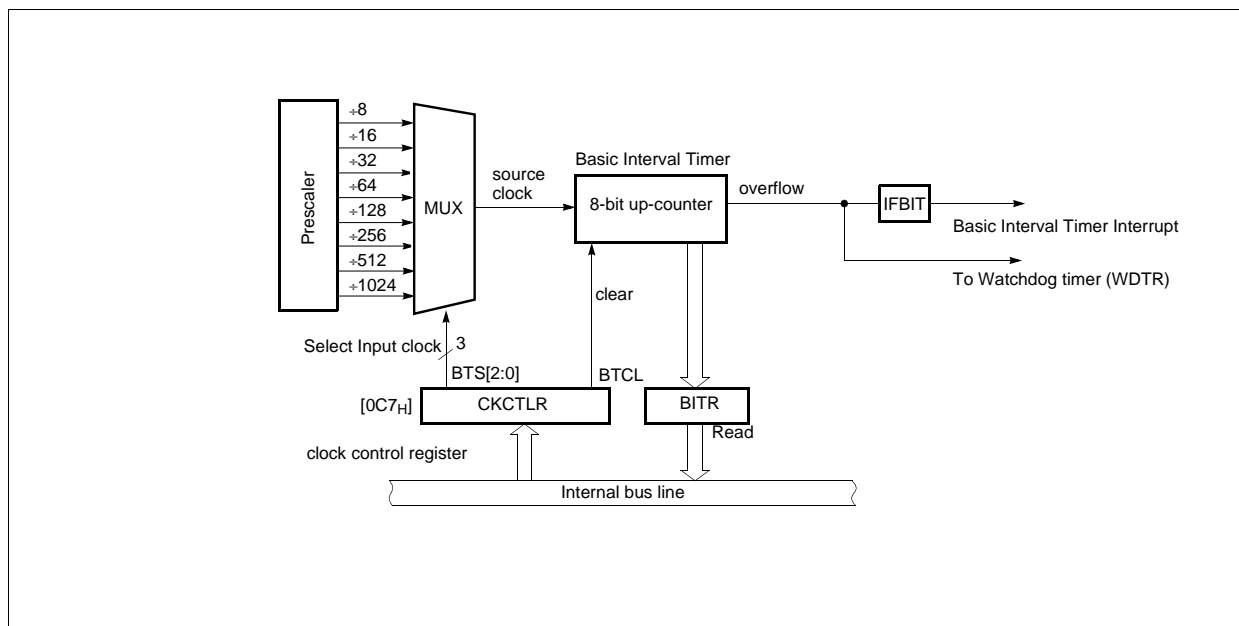 ÷8
÷16
÷32
÷64
÷128
÷256
÷512
÷1024
Prescaler
MUX
source
clock
Basic Interval Timer
8-bit up-counter
overflow
IFBIT
Basic Interval Timer Interrupt
To Watchdog timer (WDTR)
clear
Select Input clock
3
BTS[2:0]
BTCL
[0C7H]
CKCTLR
BITR
Read
clock control register
Internal bus line